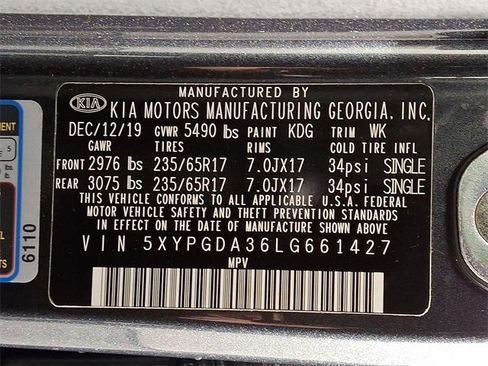 MANUFACTURED BY
KIA KIA MOTORS MANUFACTURING GEORGIA, INC.
DEC/12/19 GVWR 5490 lbs PAINT KDG TRIM WK
GAWR TIRES RIMS COLD TIRE INFL
FRONT 2976 lbs 235/65R17 7.0JX17 34psi SINGLE
REAR 3075 lbs 235/65R17 7.0JX17 34psi SINGLE
THIS VEHICLE CONFORMS TO ALL APPLICABLE U.S.A. FEDERAL
MOTOR VEHICLE SAFETY AND THEFT PREVENTION STANDARDS
IN EFFECT ON THE DATE OF MANUFACTURE SHOWN ABOVE.
VIN 5XYPGDA36LG661427
MPV
6110